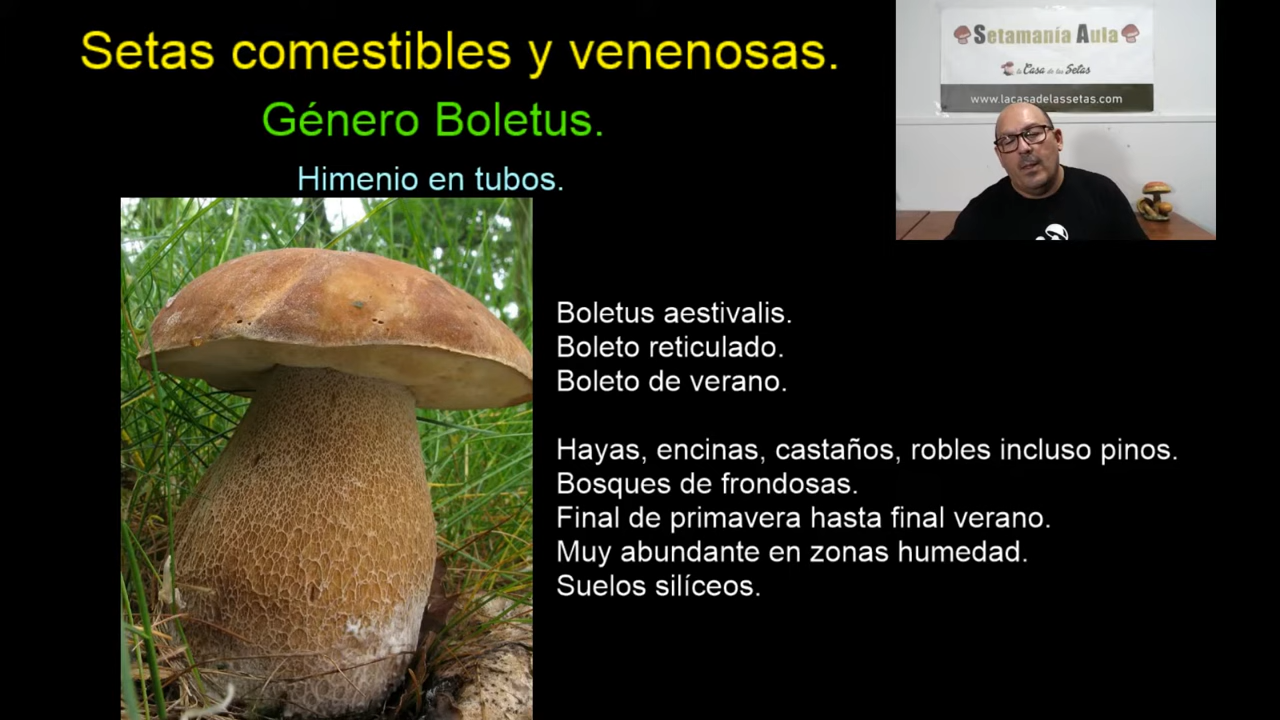 Setas comestibles y venenosas.
Género Boletus.
Himenio en tubos.
Setamanía Aula
la Casa de las Setas
www.lacasadelassetas.com
Boletus aestivalis.
Boleto reticulado.
Boleto de verano.
Hayas, encinas, castaños, robles incluso pinos.
Bosques de frondosas.
Final de primavera hasta final verano.
Muy abundante en zonas humedad.
Suelos silíceos.